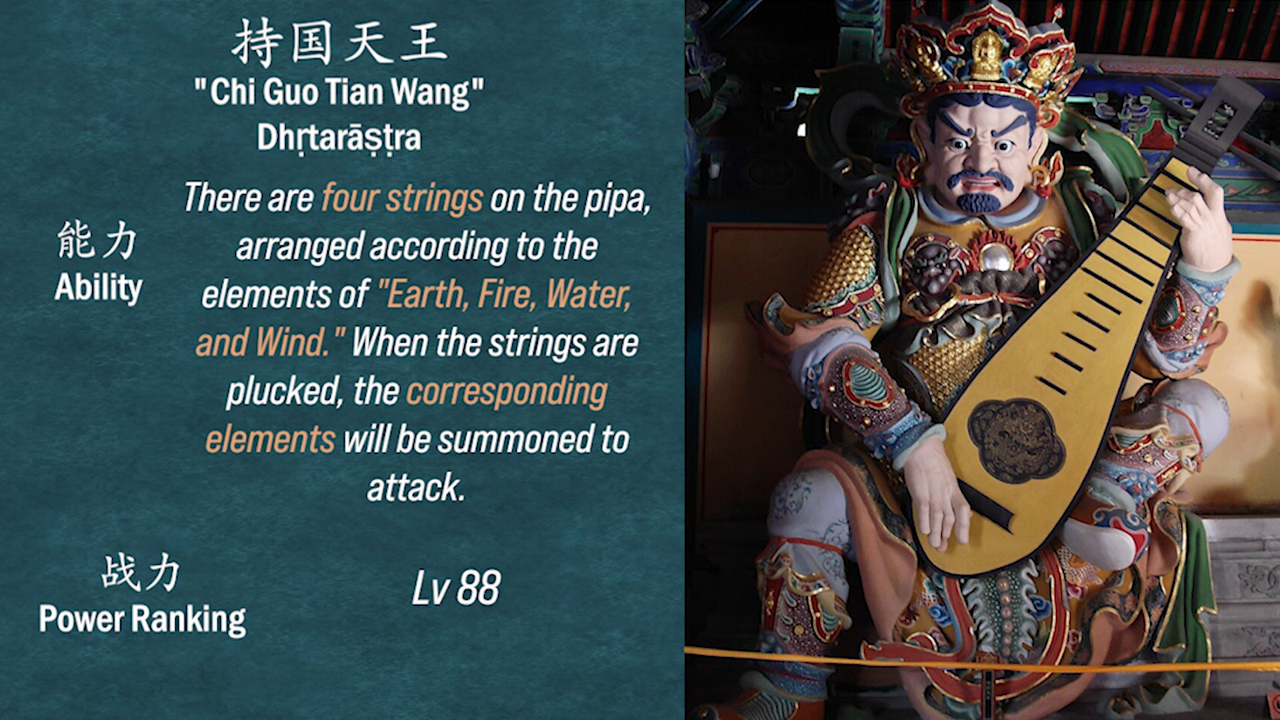 持国天王
"Chi Guo Tian Wang"
Dhṛtarāṣṭra
能力
Ability
There are four strings on the pipa,
arranged according to the
elements of "Earth, Fire, Water,
and Wind." When the strings are
plucked, the corresponding
elements will be summoned to
attack.
战力
Power Ranking
Lv 88